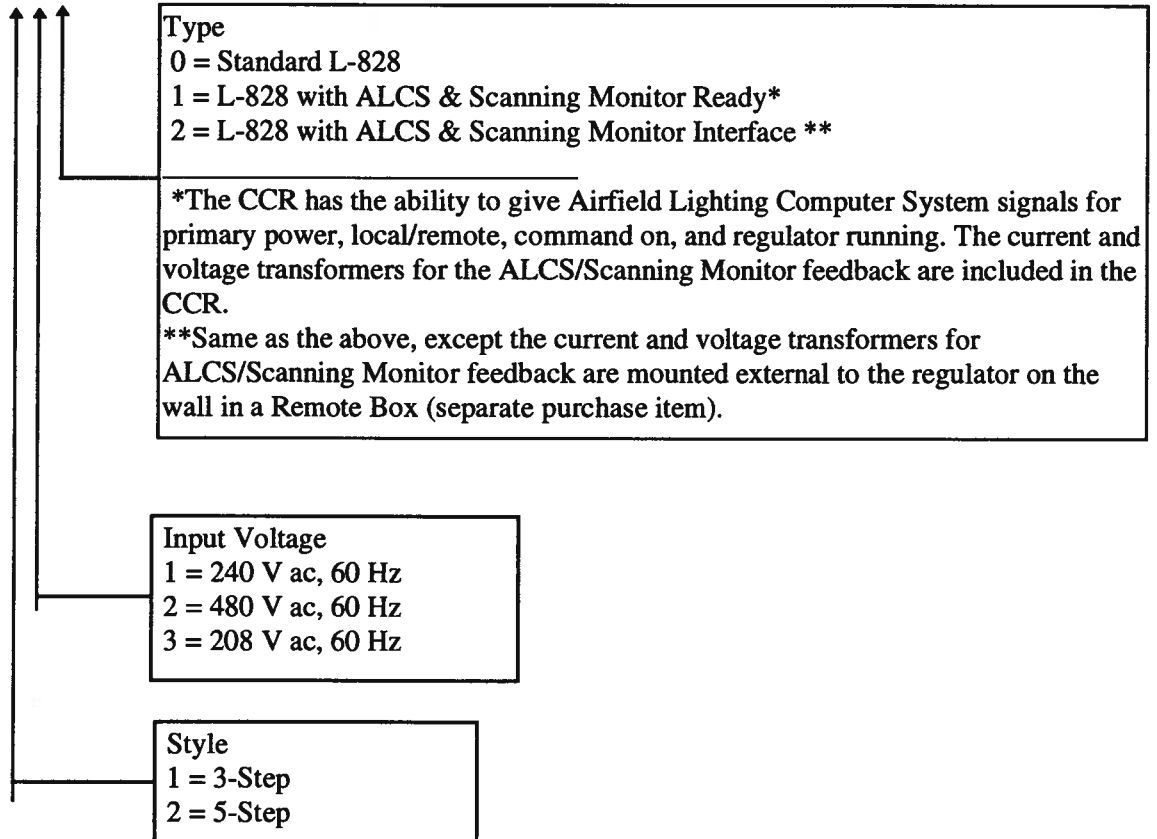 Type
0 = Standard L-828
1 = L-828 with ALCS & Scanning Monitor Ready*
2 = L-828 with ALCS & Scanning Monitor Interface **
*The CCR has the ability to give Airfield Lighting Computer System signals for
primary power, local/remote, command on, and regulator running. The current and
voltage transformers for the ALCS/Scanning Monitor feedback are included in the
CCR.
**Same as the above, except the current and voltage transformers for
ALCS/Scanning Monitor feedback are mounted external to the regulator on the
wall in a Remote Box (separate purchase item).
Input Voltage
1 = 240 V ac, 60 Hz
2 = 480 V ac, 60 Hz
3 = 208 V ac, 60 Hz
Style
1 = 3-Step
2 = 5-Step